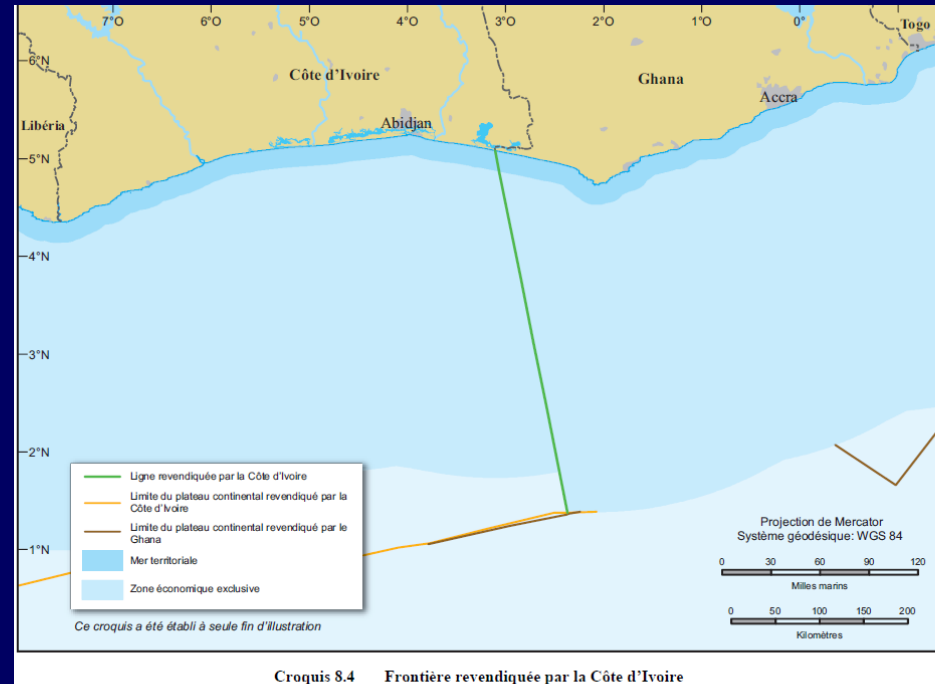 7°O 6°O 5°O 4°O 3°O 2°O 1°O 0° Togo
6°N
Côte d'Ivoire Ghana
Accra
Libéria Abidjan
5°N
4°N
3°N
2°N
Ligne revendiquée par la Côte d'Ivoire
Limite du plateau continental revendiqué par la
Côte d'Ivoire
Limite du plateau continental revendiqué par le
Ghana
Mer territoriale
Zone économique exclusive
1°N
Projection de Mercator
Système géodésique: WGS 84
0 30 60 90 120
Milles marins
0 50 100 150 200
Kilomètres
Ce croquis a été établi à seule fin d'illustration
Croquis 8.4 Frontière revendiquée par la Côte d'Ivoire